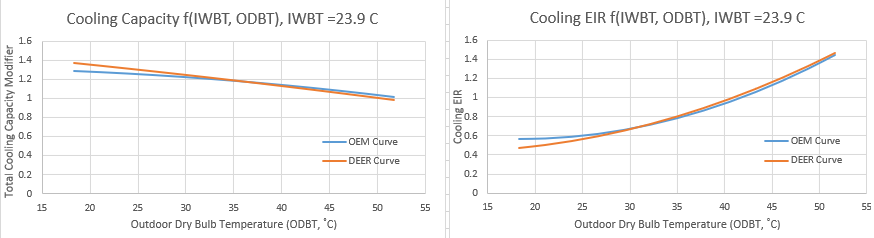 Cooling Capacity f(IWBT, ODBT), IWBT =23.9 C
Total Cooling Capacity Modifier
1.6
1.4
1.2
1
0.8
0.6
0.4
0.2
0
OEM Curve
DEER Curve
15 20 25 30 35 40 45 50 55
Outdoor Dry Bulb Temperature (ODBT, ˚C)
Cooling EIR f(IWBT, ODBT), IWBT =23.9 C
Cooling EIR
1.6
1.4
1.2
1
0.8
0.6
0.4
0.2
0
OEM Curve
DEER Curve
15 20 25 30 35 40 45 50 55
Outdoor Dry Bulb Temperature (ODBT, ˚C)